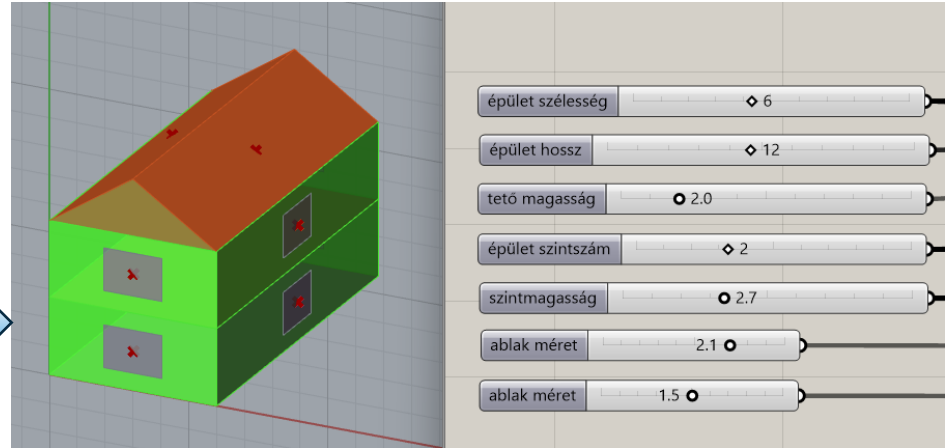 épület szélesség 6
épület hossz 12
tető magasság 2.0
épület szintszám 2
szintmagasság 2.7
ablak méret 2.1
ablak méret 1.5